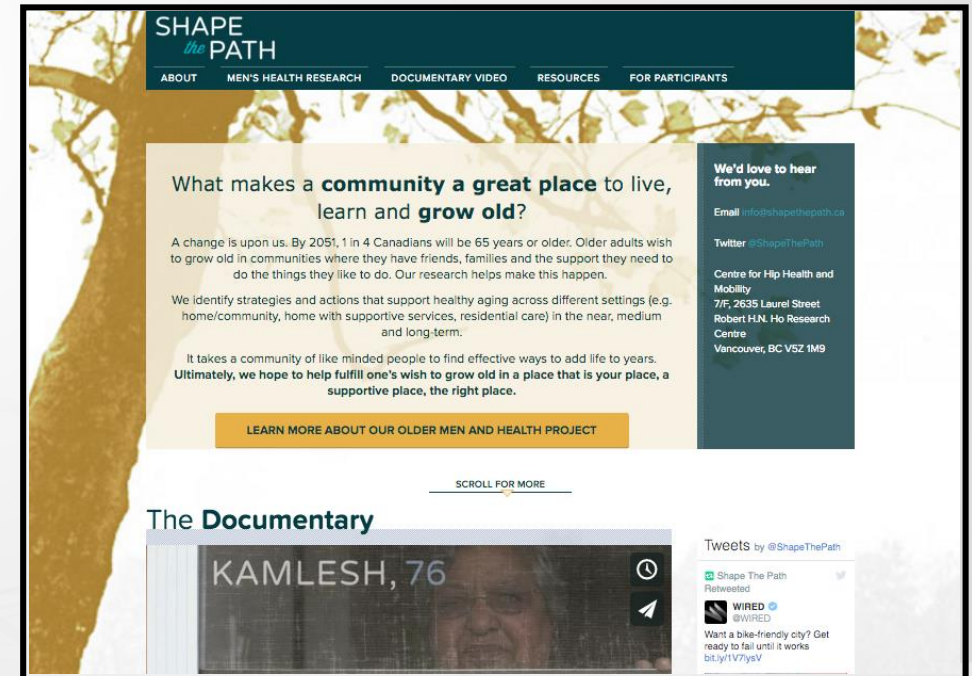 SHAPE
the PATH
ABOUT MEN'S HEALTH RESEARCH DOCUMENTARY VIDEO RESOURCES FOR PARTICIPANTS
What makes a community a great place to live,
learn and grow old?
A change is upon us. By 2051, 1 in 4 Canadians will be 65 years or older. Older adults wish
to grow old in communities where they have friends, families and the support they need to
do the things they like to do. Our research helps make this happen.
We identify strategies and actions that support healthy aging across different settings (e.g.
home/community, home with supportive services, residential care) in the near, medium
and long-term.
It takes a community of like minded people to find effective ways to add life to years.
Ultimately, we hope to help fulfill one's wish to grow old in a place that is your place, a
supportive place, the right place.
LEARN MORE ABOUT OUR OLDER MEN AND HEALTH PROJECT
We'd love to hear
from you.
Email info@shapethepath.ca
Twitter @ShapeThePath
Centre for Hip Health and
Mobility
7/F, 2635 Laurel Street
Robert H.N. Ho Research
Centre
Vancouver, BC V5Z 1M9
SCROLL FOR MORE
The Documentary
KAMLESH, 76
Tweets by @ShapeThePath
Shape The Path
Retweeted
WIRED
@WIRED
Want a bike-friendly city? Get
ready to fail until it works
bit.ly/1V7lysV